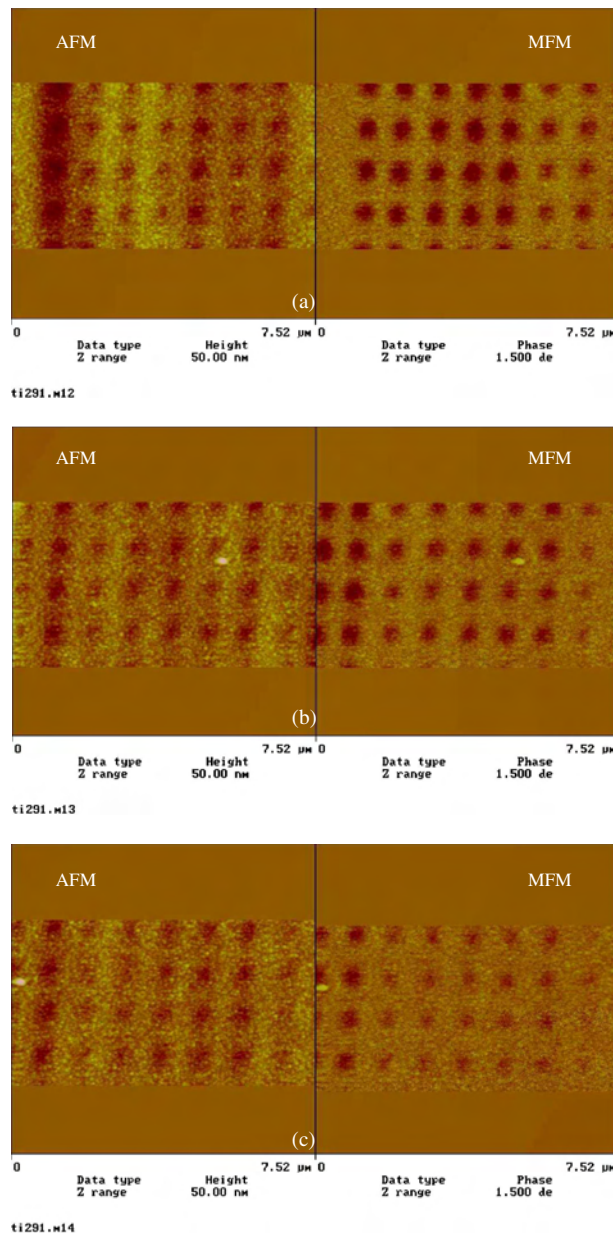 AFM MFM
(a)
0 7.52 µm 0 7.52 µm
Data type Height Data type Phase
Z range 50.00 nm Z range 1.500 de
ti291.m12
AFM MFM
(b)
0 7.52 µm 0 7.52 µm
Data type Height Data type Phase
Z range 50.00 nm Z range 1.500 de
ti291.m13
AFM MFM
(c)
0 7.52 µm 0 7.52 µm
Data type Height Data type Phase
Z range 50.00 nm Z range 1.500 de
ti291.m14